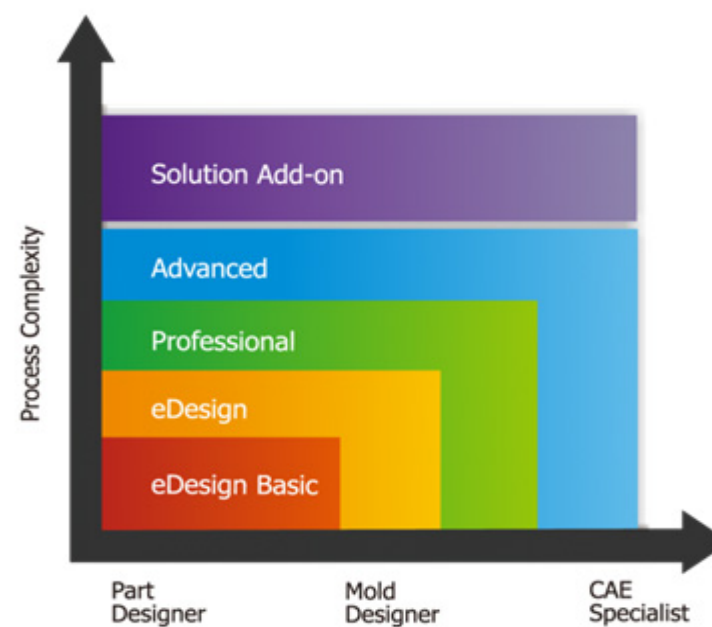 Solution Add-on
Advanced
Professional
eDesign
eDesign Basic
Process Complexity
Part
Designer
Mold
Designer
CAE
Specialist